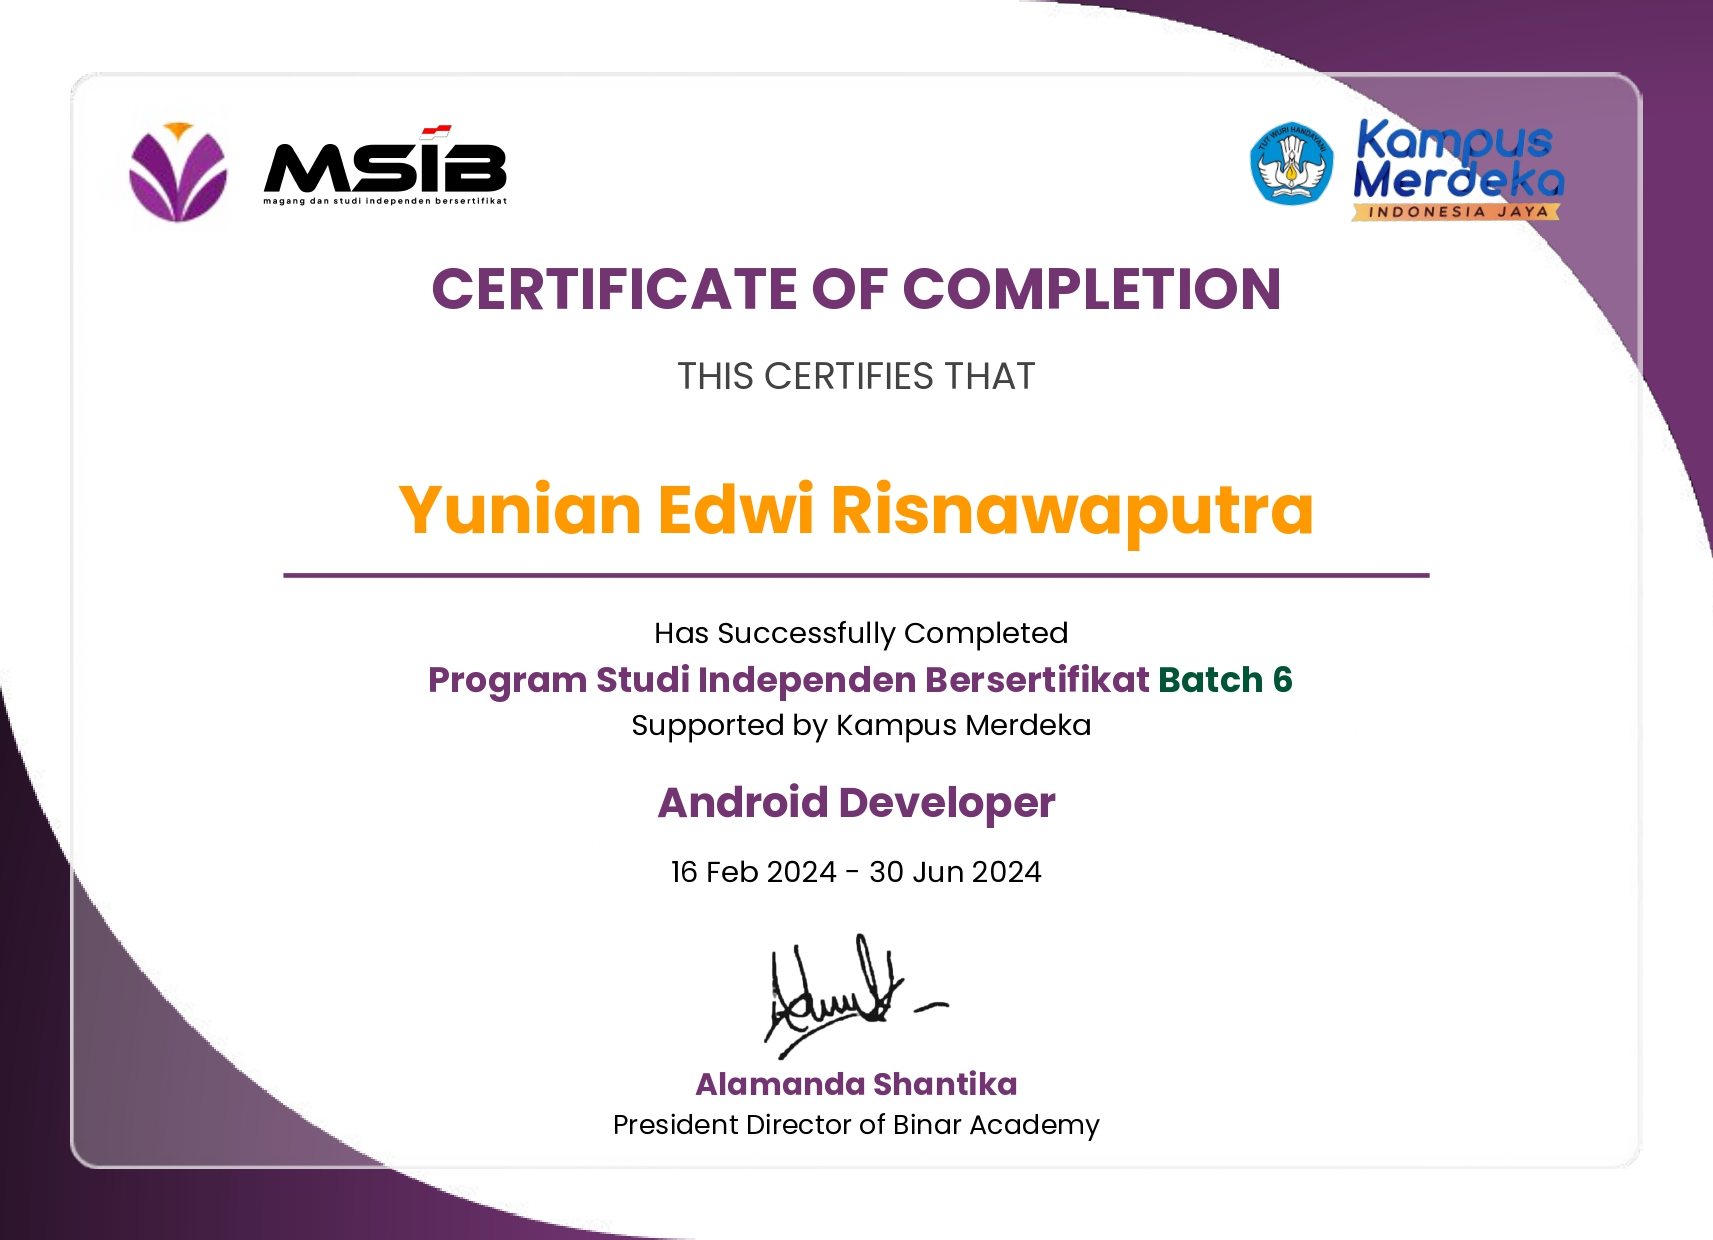 MSIB
magang dan studi independen bersertifikat
TUT WURI HANDAYANI
Kampus
Merdeka
INDONESIA JAYA
CERTIFICATE OF COMPLETION
THIS CERTIFIES THAT
Yunian Edwi Risnawaputra
Has Successfully Completed
Program Studi Independen Bersertifikat Batch 6
Supported by Kampus Merdeka
Android Developer
16 Feb 2024 - 30 Jun 2024
Alamanda Shantika
President Director of Binar Academy